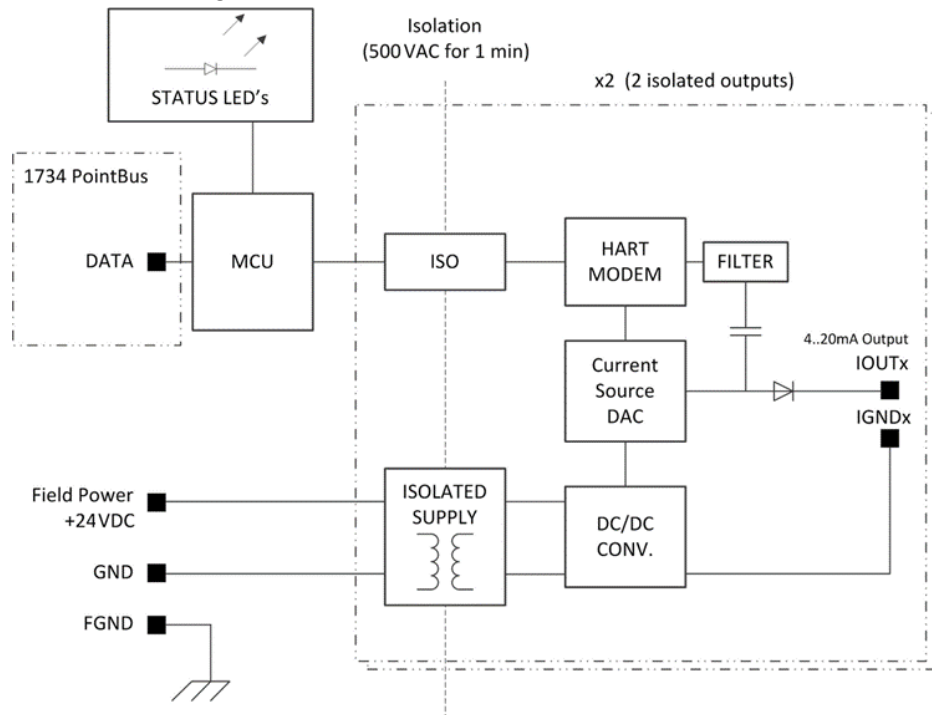 Isolation
(500 VAC for 1 min)
x2 (2 isolated outputs)
STATUS LED's
1734 PointBus
DATA
MCU
ISO
HART
MODEM
FILTER
4..20mA Output
IOUTx
IGNDx
Current
Source
DAC
Field Power
+24VDC
GND
FGND
ISOLATED
SUPPLY
DC/DC
CONV.